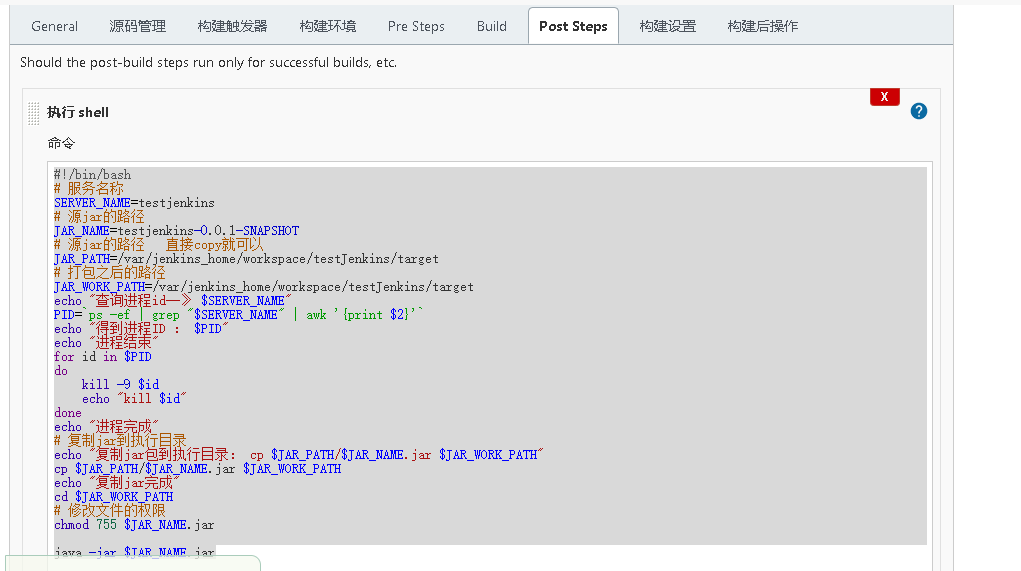 General 源码管理 构建触发器 构建环境 Pre Steps Build Post Steps 构建设置 构建后操作
Should the post-build steps run only for successful builds, etc.
X
执行 shell
?
命令
#!/bin/bash
# 服务名称
SERVER_NAME=testjenkins
# 源jar的路径
JAR_NAME=testjenkins-0.0.1-SNAPSHOT
# 源jar的路径   直接copy就可以
JAR_PATH=/var/jenkins_home/workspace/testJenkins/target
# 打包之后的路径
JAR_WORK_PATH=/var/jenkins_home/workspace/testJenkins/target
echo "查询进程id—》 $SERVER_NAME"
PID=`ps -ef | grep "$SERVER_NAME" | awk '{print $2}'`
echo "得到进程ID ： $PID"
echo "进程结束"
for id in $PID
do
    kill -9 $id
    echo "kill $id"
done
echo "进程完成"
# 复制jar到执行目录
echo "复制jar包到执行目录： cp $JAR_PATH/$JAR_NAME.jar $JAR_WORK_PATH"
cp $JAR_PATH/$JAR_NAME.jar $JAR_WORK_PATH
echo "复制jar完成"
cd $JAR_WORK_PATH
# 修改文件的权限
chmod 755 $JAR_NAME.jar
java -jar $JAR_NAME.jar